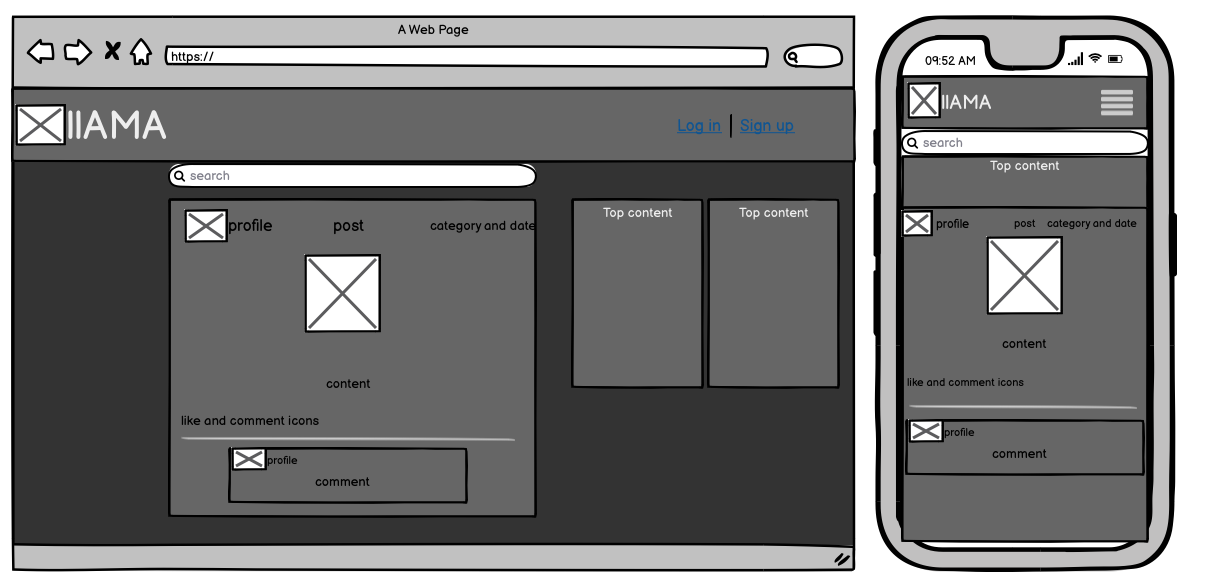 A Web Page
https://
llAMA
Log in | Sign up
search
profile post category and date
content
like and comment icons
profile
comment
Top content Top content
09:52 AM
llAMA
search
Top content
profile post category and date
content
like and comment icons
profile
comment